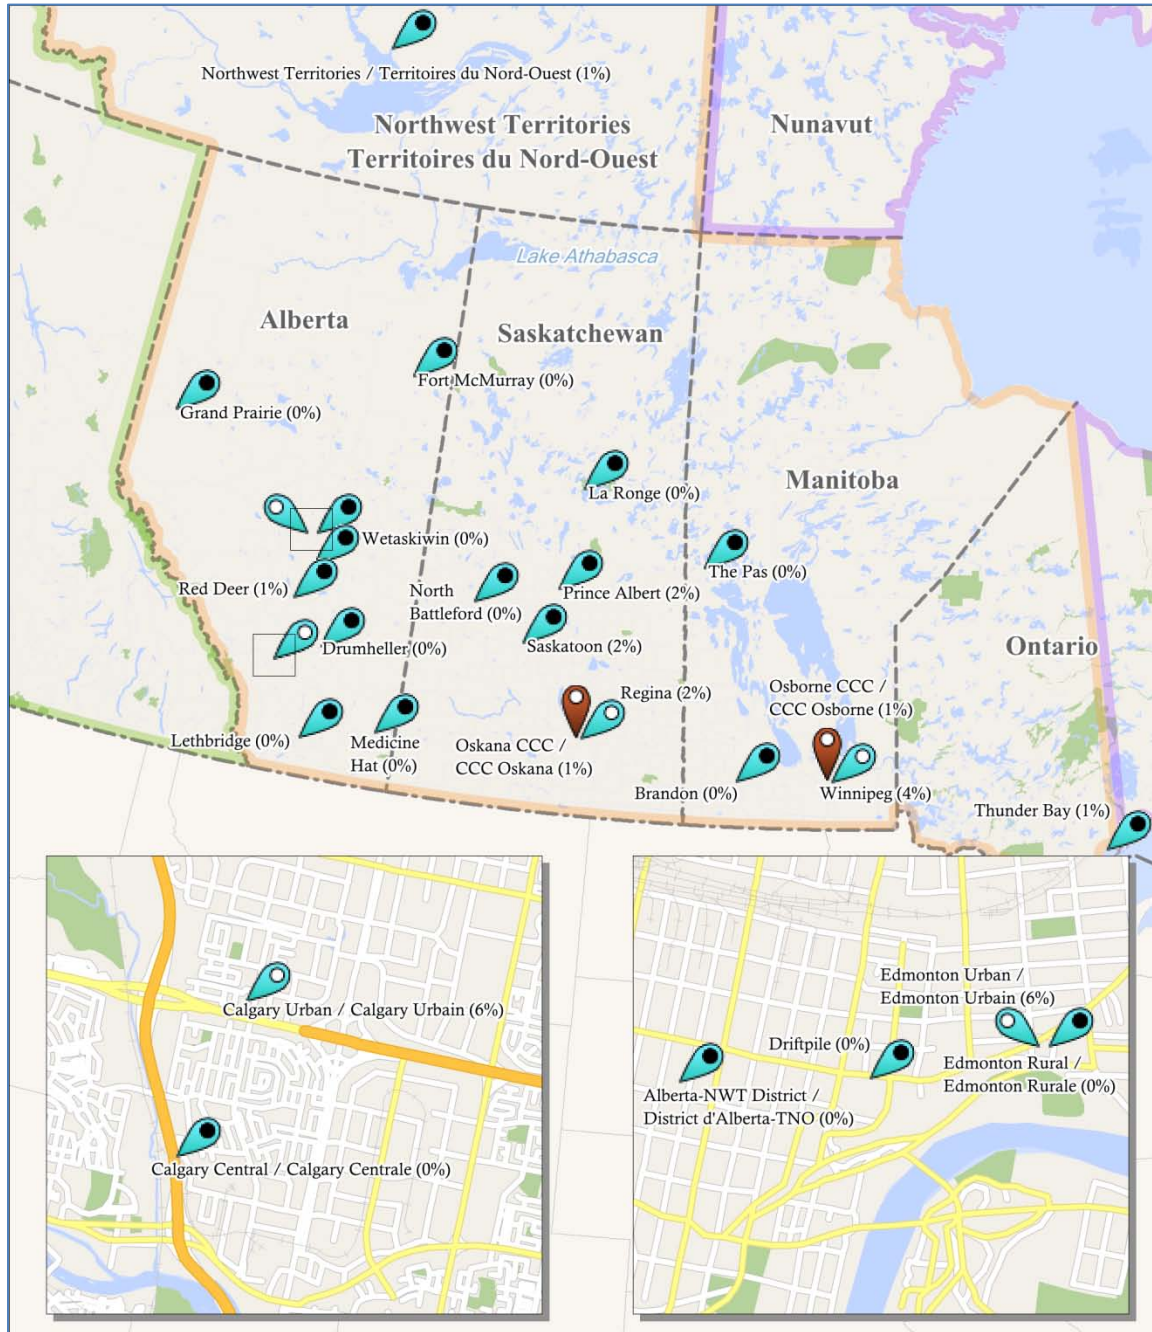 Northwest Territories / Territoires du Nord-Ouest (1%)
Northwest Territories
Territoires du Nord-Ouest
Nunavut
Lake Athabasca
Alberta
Saskatchewan
Fort McMurray (0%)
Grand Prairie (0%)
La Ronge (0%)
Manitoba
Wetaskiwin (0%)
Red Deer (1%)
North
Battleford (0%)
Prince Albert (2%)
The Pas (0%)
Drumheller (0%)
Saskatoon (2%)
Ontario
Regina (2%)
Osborne CCC /
CCC Osborne (1%)
Lethbridge (0%)
Medicine
Hat (0%)
Oskana CCC /
CCC Oskana (1%)
Brandon (0%)
Winnipeg (4%)
Thunder Bay (1%)
Calgary Urban / Calgary Urbain (6%)
Calgary Central / Calgary Centrale (0%)
Edmonton Urban /
Edmonton Urbain (6%)
Driftpile (0%)
Edmonton Rural /
Edmonton Rurale (0%)
Alberta-NWT District /
District d'Alberta-TNO (0%)